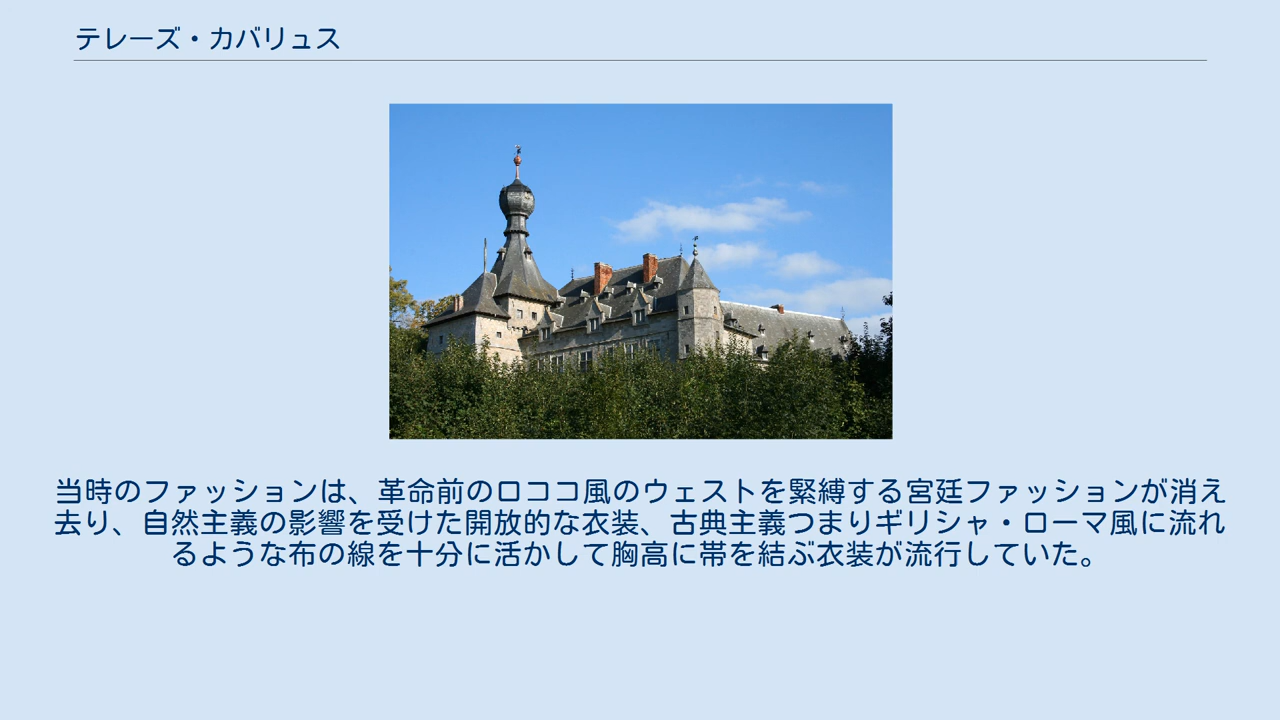 テレーズ・カバリュス
当時のファッションは、革命前のロココ風のウェストを緊縛する宮廷ファッションが消え
去り、自然主義の影響を受けた開放的な衣装、古典主義つまりギリシャ・ローマ風に流れ
るような布の線を十分に活かして胸高に帯を結ぶ衣装が流行していた。